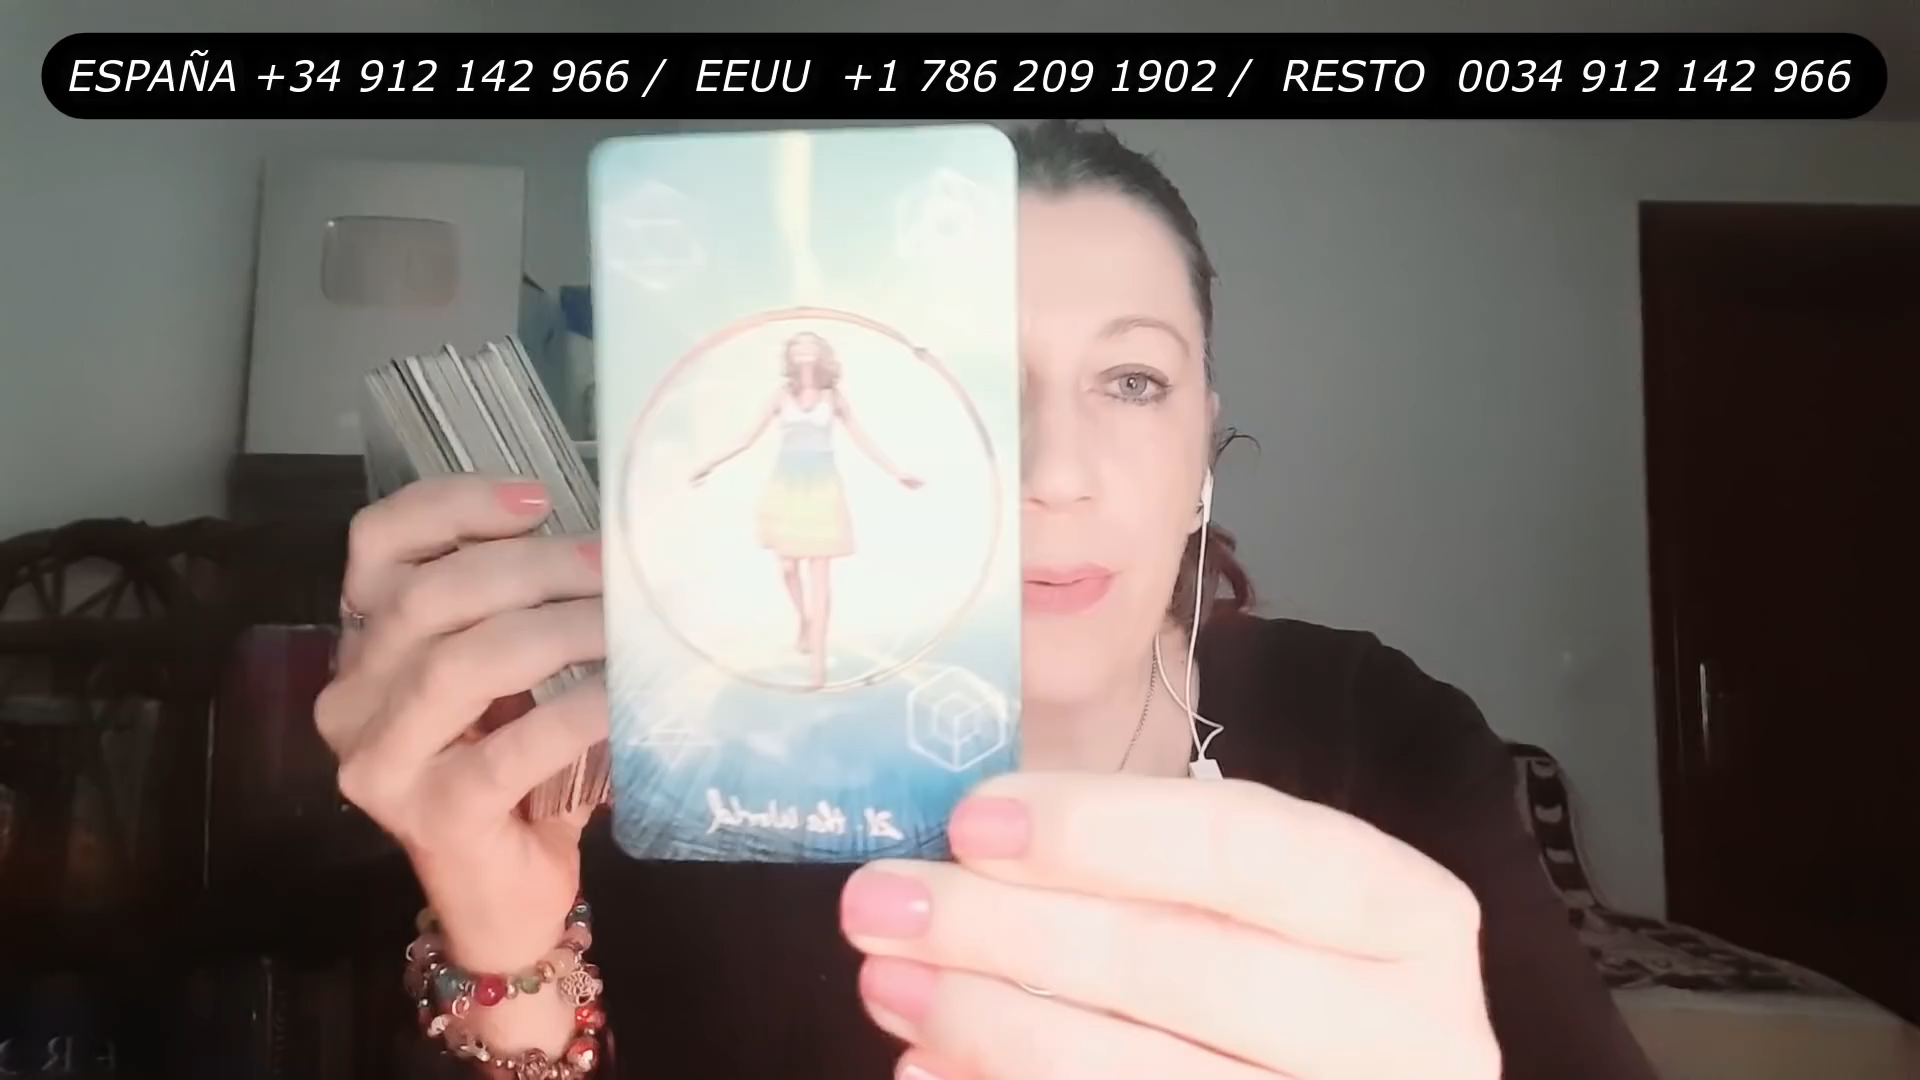 ESPAÑA +34 912 142 966 / EEUU +1 786 209 1902 / RESTO 0034 912 142 966
21. The World